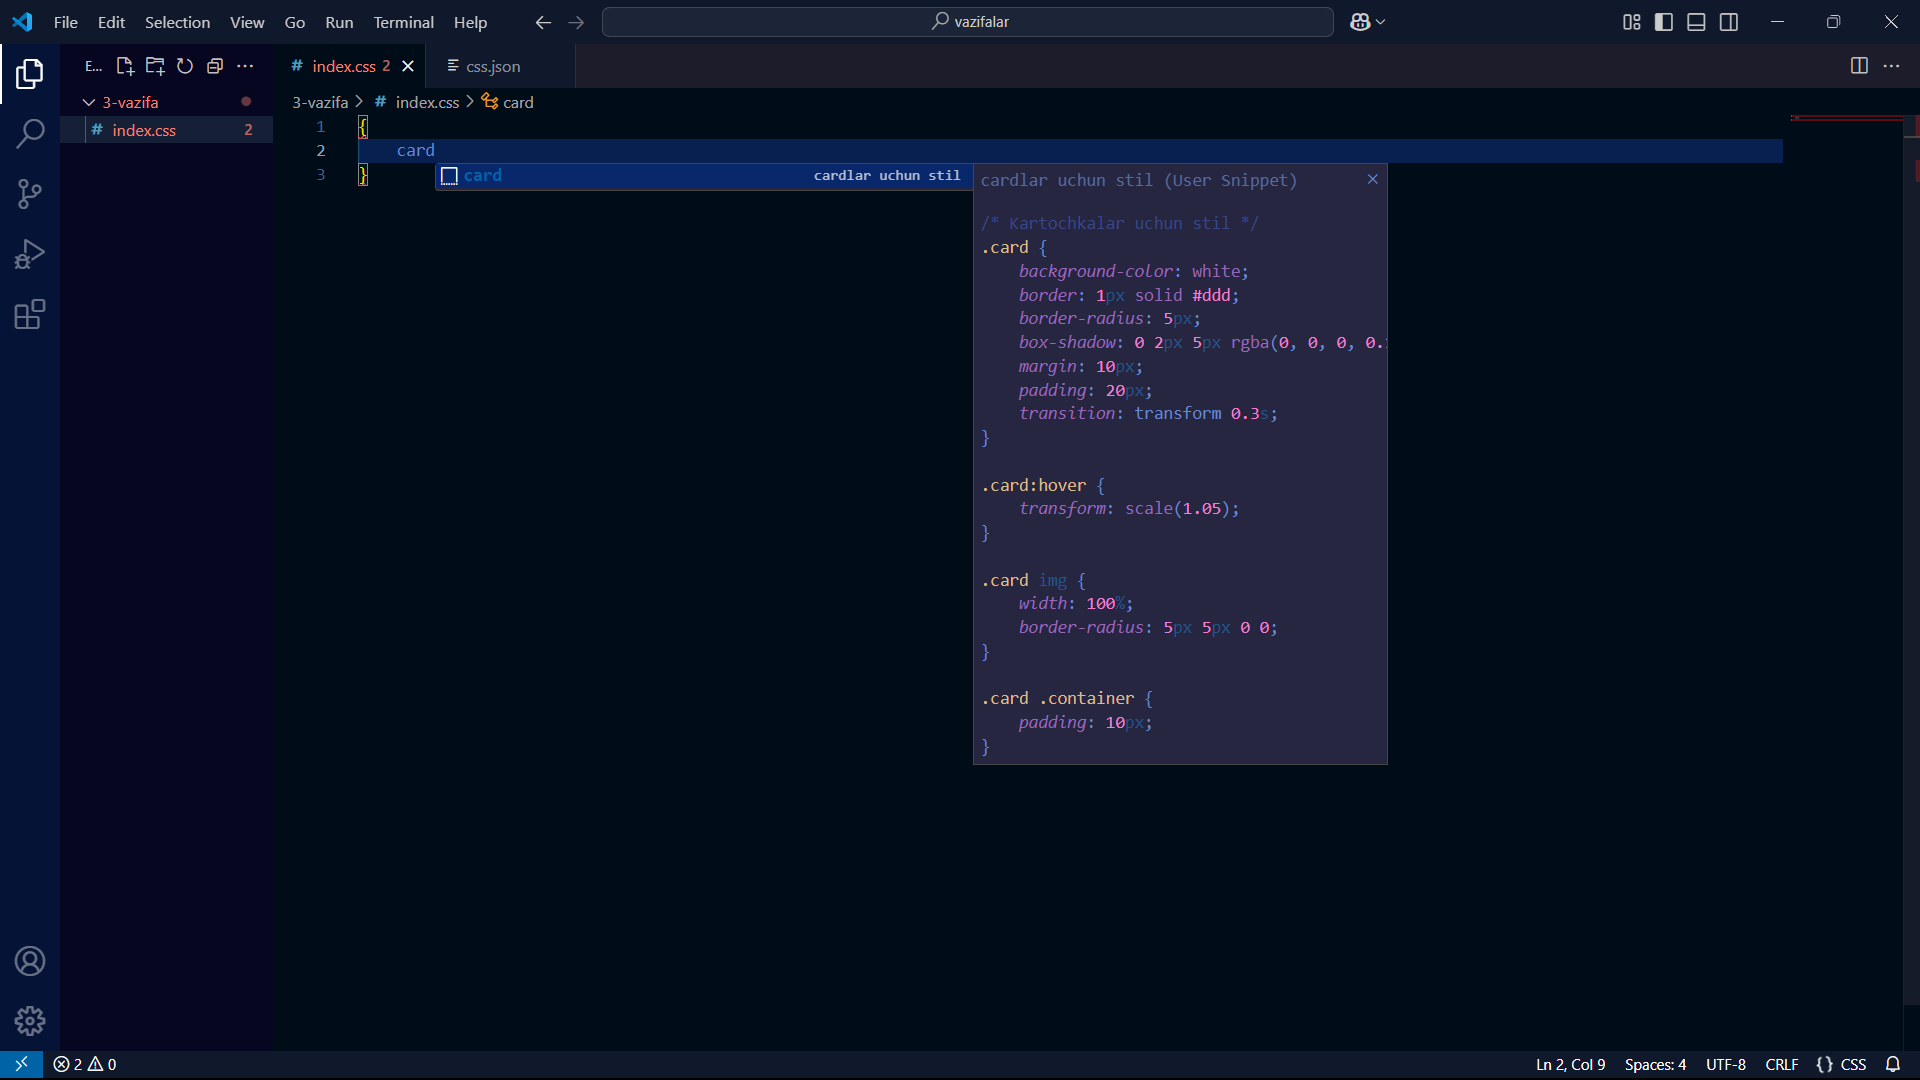 File Edit Selection View Go Run Terminal Help
vazifalar
E...
# index.css 2
css.json
3-vazifa
# index.css 2
3-vazifa > # index.css > card
1 {
2 card
3 }
card cardlar uchun stil
cardlar uchun stil (User Snippet)
/* Kartochkalar uchun stil */
.card {
background-color: white;
border: 1px solid #ddd;
border-radius: 5px;
box-shadow: 0 2px 5px rgba(0, 0, 0, 0.
margin: 10px;
padding: 20px;
transition: transform 0.3s;
}
.card:hover {
transform: scale(1.05);
}
.card img {
width: 100%;
border-radius: 5px 5px 0 0;
}
.card .container {
padding: 10px;
}
2 0
Ln 2, Col 9 Spaces: 4 UTF-8 CRLF {} CSS